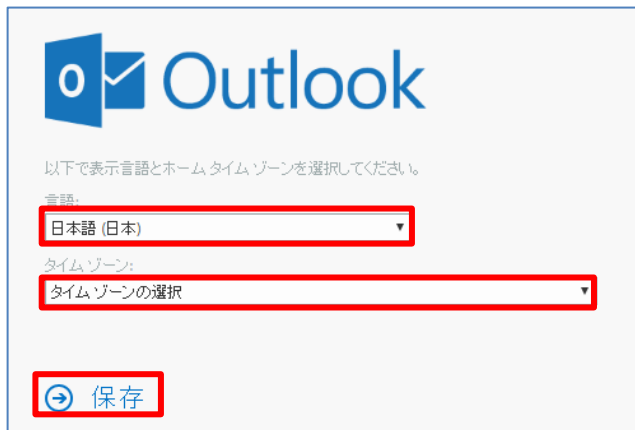 Outlook
以下で表示言語とホーム タイム ゾーンを選択してください。
言語:
日本語 (日本)
タイム ゾーン:
タイム ゾーンの選択
保存